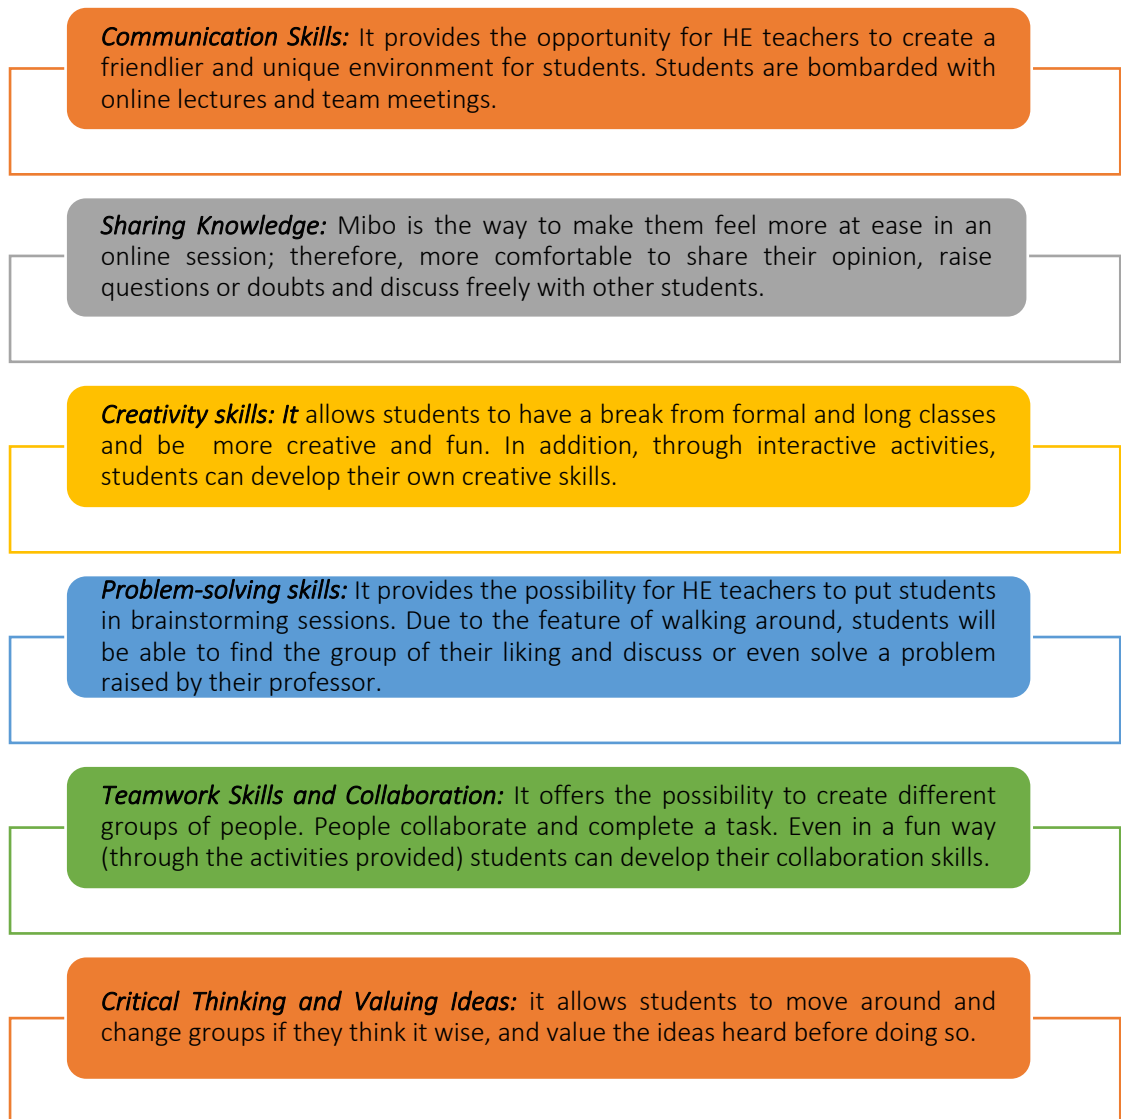 Communication Skills: It provides the opportunity for HE teachers to create a
friendlier and unique environment for students. Students are bombarded with
online lectures and team meetings.
Sharing Knowledge: Mibo is the way to make them feel more at ease in an
online session; therefore, more comfortable to share their opinion, raise
questions or doubts and discuss freely with other students.
Creativity skills: It allows students to have a break from formal and long classes
and be more creative and fun. In addition, through interactive activities,
students can develop their own creative skills.
Problem-solving skills: It provides the possibility for HE teachers to put students
in brainstorming sessions. Due to the feature of walking around, students will
be able to find the group of their liking and discuss or even solve a problem
raised by their professor.
Teamwork Skills and Collaboration: It offers the possibility to create different
groups of people. People collaborate and complete a task. Even in a fun way
(through the activities provided) students can develop their collaboration skills.
Critical Thinking and Valuing Ideas: it allows students to move around and
change groups if they think it wise, and value the ideas heard before doing so.